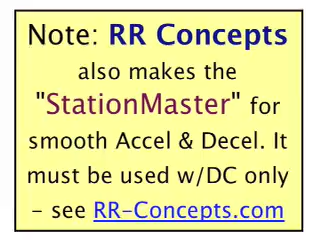 Note: RR Concepts
also makes the
"StationMaster" for
smooth Accel & Decel. It
must be used w/DC only
– see RR-Concepts.com